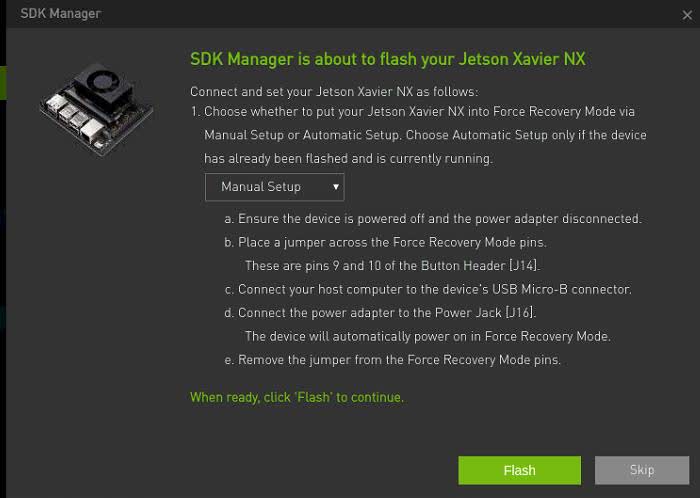 SDK Manager
SDK Manager is about to flash your Jetson Xavier NX
Connect and set your Jetson Xavier NX as follows:
1. Choose whether to put your Jetson Xavier NX into Force Recovery Mode via
Manual Setup or Automatic Setup. Choose Automatic Setup only if the device
has already been flashed and is currently running.
Manual Setup
a. Ensure the device is powered off and the power adapter disconnected.
b. Place a jumper across the Force Recovery Mode pins.
These are pins 9 and 10 of the Button Header [J14].
c. Connect your host computer to the device's USB Micro-B connector.
d. Connect the power adapter to the Power Jack [J16].
The device will automatically power on in Force Recovery Mode.
e. Remove the jumper from the Force Recovery Mode pins.
When ready, click 'Flash' to continue.
Flash
Skip